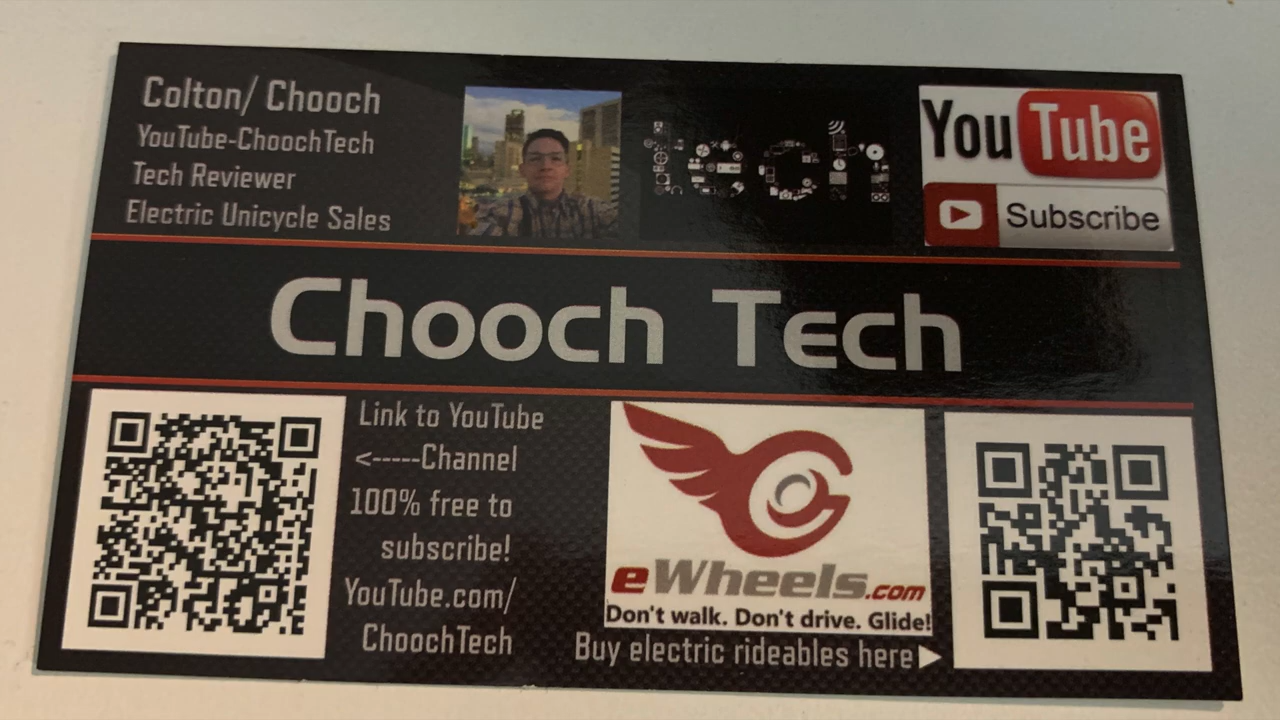 Colton/ Chooch
YouTube-ChoochTech
Tech Reviewer
Electric Unicycle Sales
tech
YouTube
Subscribe
Chooch Tech
Link to YouTube
<-----Channel
100% free to
subscribe!
YouTube.com/
ChoochTech
eWheels.com
Don't walk. Don't drive. Glide!
Buy electric rideables here▶